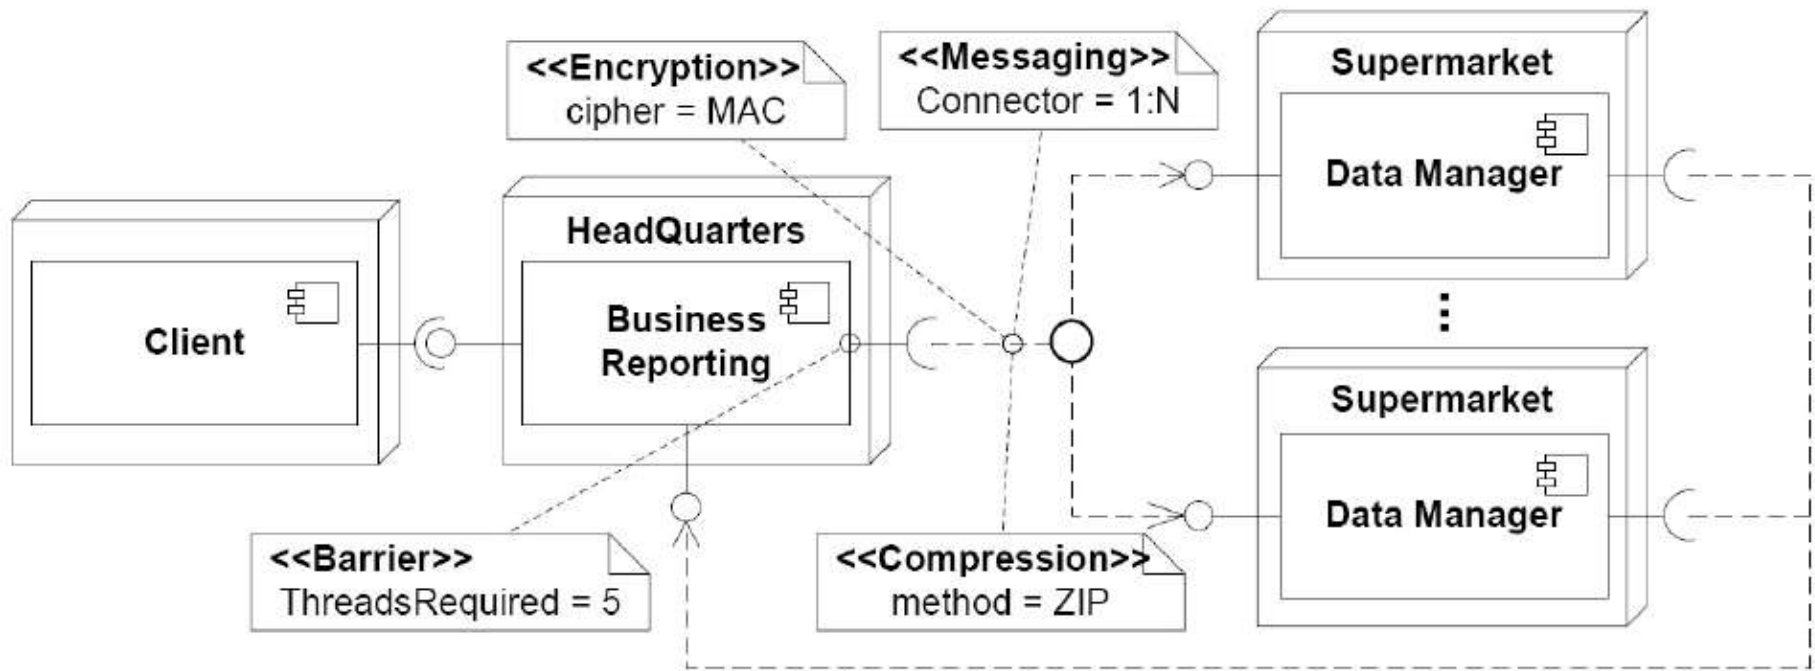 <<Encryption>>
cipher = MAC
<<Messaging>>
Connector = 1:N
Supermarket
Data Manager
HeadQuarters
Client
Business
Reporting
Supermarket
Data Manager
<<Barrier>>
ThreadsRequired = 5
<<Compression>>
method = ZIP